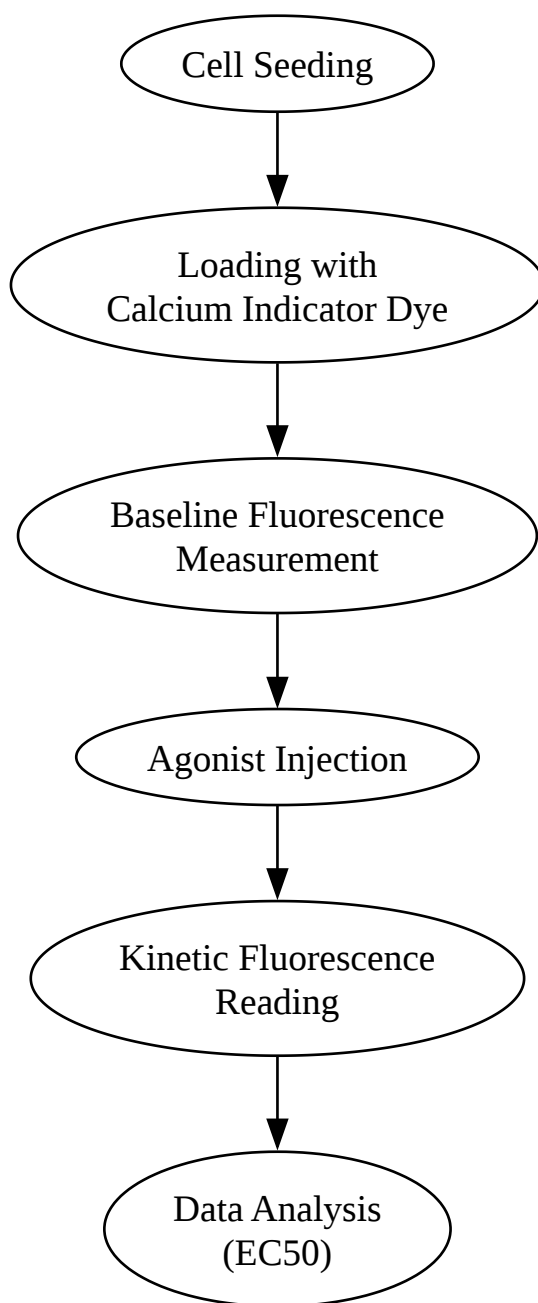 Cell Seeding
Loading with
Calcium Indicator Dye
Baseline Fluorescence
Measurement
Agonist Injection
Kinetic Fluorescence
Reading
Data Analysis
(EC50)